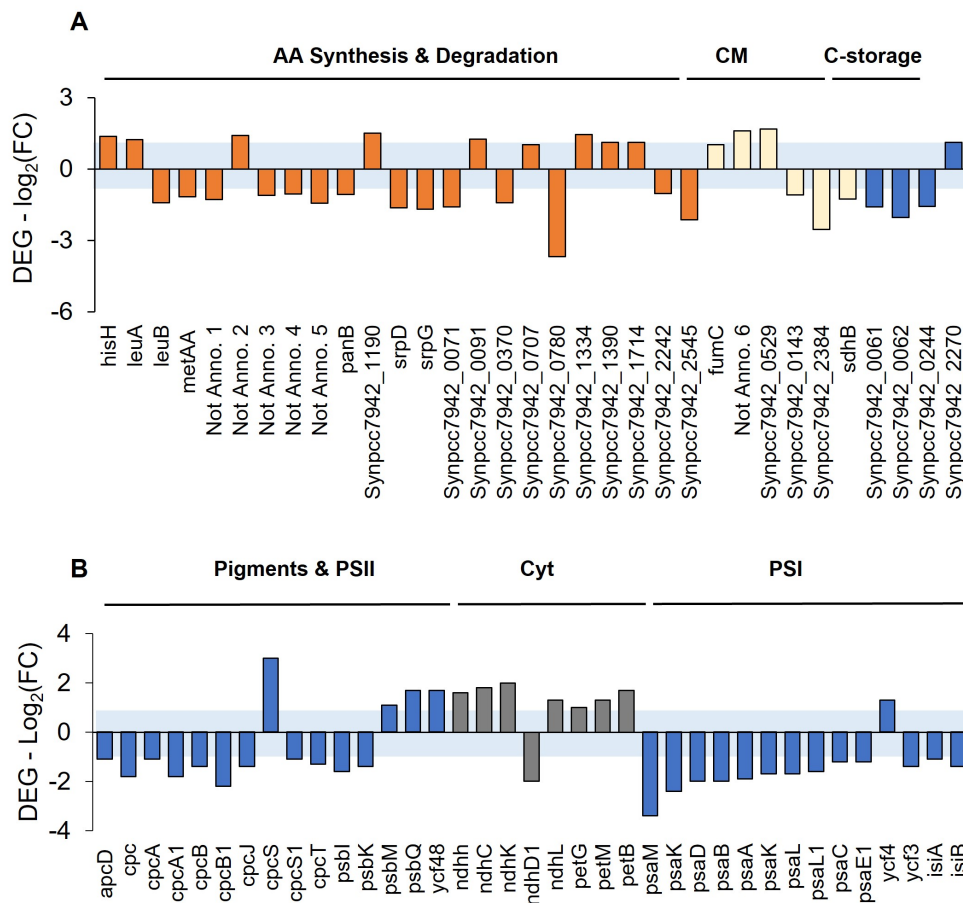 A
AA Synthesis & Degradation CM C-storage
DEG - log₂(FC)
3
0
-3
-6
hisH
leuA
leuB
metAA
Not Anno. 1
Not Anno. 2
Not Anno. 3
Not Anno. 4
Not Anno. 5
panB
Synpcc7942_1190
srpD
srpG
Synpcc7942_0071
Synpcc7942_0091
Synpcc7942_0370
Synpcc7942_0707
Synpcc7942_0780
Synpcc7942_1334
Synpcc7942_1390
Synpcc7942_1714
Synpcc7942_2242
Synpcc7942_2545
fumC
Not Anno. 6
Synpcc7942_0529
Synpcc7942_0143
Synpcc7942_2384
sdhB
Synpcc7942_0061
Synpcc7942_0062
Synpcc7942_0244
Synpcc7942_2270
B
Pigments & PSII Cyt PSI
DEG - Log₂(FC)
4
2
0
-2
-4
apcD
cpc
cpcA
cpcA1
cpcB
cpcB1
cpcJ
cpcS
cpcS1
cpcT
psbI
psbK
psbM
psbQ
ycf48
ndhh
ndhC
ndhK
ndhD1
ndhL
petG
petM
petB
psaM
psaK
psaD
psaB
psaA
psaK
psaL
psaL1
psaC
psaE1
ycf4
ycf3
isiA
isiB